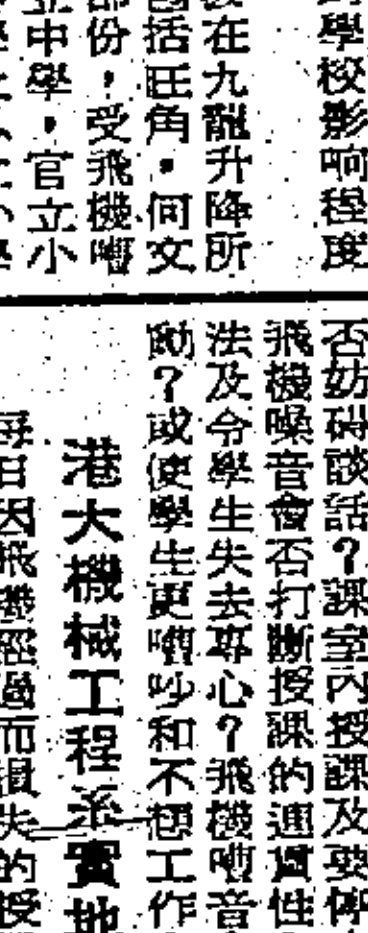 學校影响程度
在九龍升降所
包括旺角，何文
部份，受飛機嘈
立中學，官立小
否妨碍談話？課室内授課及要停
飛機噪音會否打斷授課的連貫性
法及令學生失去專心？飛機嘈音
動？或使學生更嘈吵和不想工作
港大機械工程系實地
每日因飛機經過而損失的授